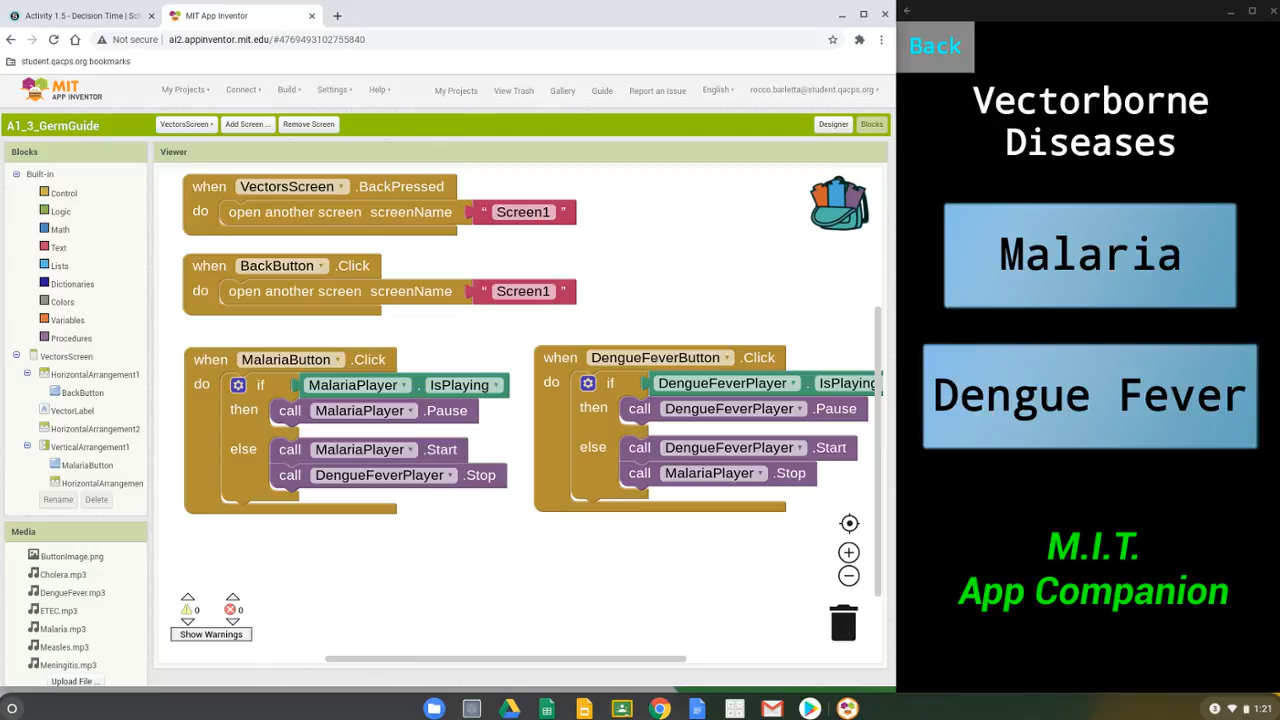 Activity 1.5 - Decision Time | Sc
MIT App Inventor
Not secure | ai2.appinventor.mit.edu/#4769493102755840
student.qacps.org bookmarks
MIT
APP INVENTOR
My Projects
Connect
Build
Settings
Help
My Projects
View Trash
Gallery
Guide
Report an Issue
English
rocco.barletta@student.qacps.org
A1_3_GermGuide
VectorsScreen
Add Screen ...
Remove Screen
Designer
Blocks
Blocks
Built-in
Control
Logic
Math
Text
Lists
Dictionaries
Colors
Variables
Procedures
VectorsScreen
HorizontalArrangement1
BackButton
VectorLabel
HorizontalArrangement2
VerticalArrangement1
MalariaButton
HorizontalArrangemen
Rename
Delete
Media
ButtonImage.png
Cholera.mp3
DengueFever.mp3
ETEC.mp3
Malaria.mp3
Measles.mp3
Meningitis.mp3
Upload File ...
Viewer
when VectorsScreen .BackPressed
do open another screen screenName " Screen1 "
when BackButton .Click
do open another screen screenName " Screen1 "
when MalariaButton .Click
do if MalariaPlayer . IsPlaying
then call MalariaPlayer .Pause
else call MalariaPlayer .Start
call DengueFeverPlayer .Stop
when DengueFeverButton .Click
do if DengueFeverPlayer . IsPlaying
then call DengueFeverPlayer .Pause
else call DengueFeverPlayer .Start
call MalariaPlayer .Stop
0
0
Show Warnings
Back
Vectorborne
Diseases
Malaria
Dengue Fever
M.I.T.
App Companion
3
1:21